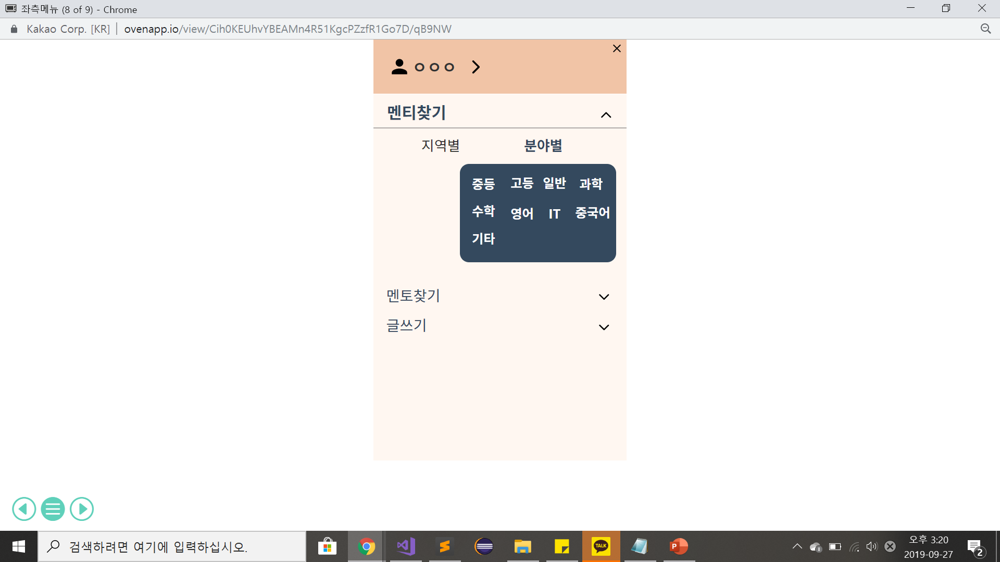 좌측메뉴 (8 of 9) - Chrome
Kakao Corp. [KR] ovenapp.io/view/Cih0KEUhvYBEAMn4R51KgcPZzfR1Go7D/qB9NW
ㅇㅇㅇ
멘티찾기
지역별 분야별
중등 고등 일반 과학
수학 영어 IT 중국어
기타
멘토찾기
글쓰기
검색하려면 여기에 입력하십시오.
TALK
P
오후 3:20
2019-09-27
2